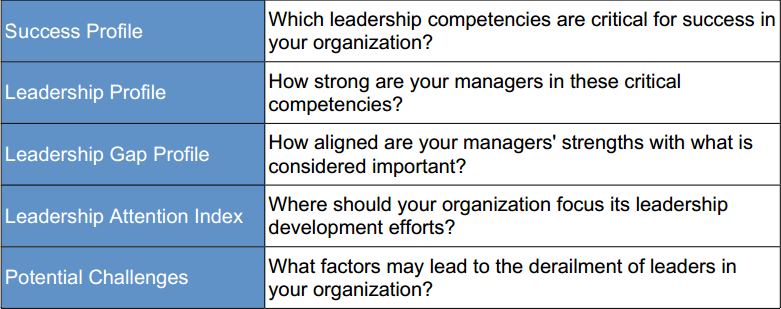 Success Profile
Which leadership competencies are critical for success in
your organization?
Leadership Profile
How strong are your managers in these critical
competencies?
Leadership Gap Profile
How aligned are your managers' strengths with what is
considered important?
Leadership Attention Index
Where should your organization focus its leadership
development efforts?
Potential Challenges
What factors may lead to the derailment of leaders in
your organization?